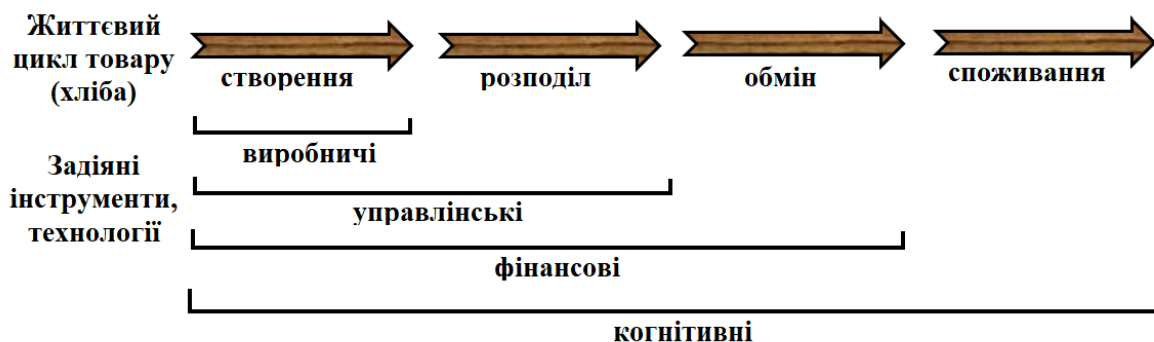 Життєвий
цикл товару
(хліба)
створення
розподіл
обмін
споживання
Задіяні
інструменти,
технології
виробничі
управлінські
фінансові
когнітивні